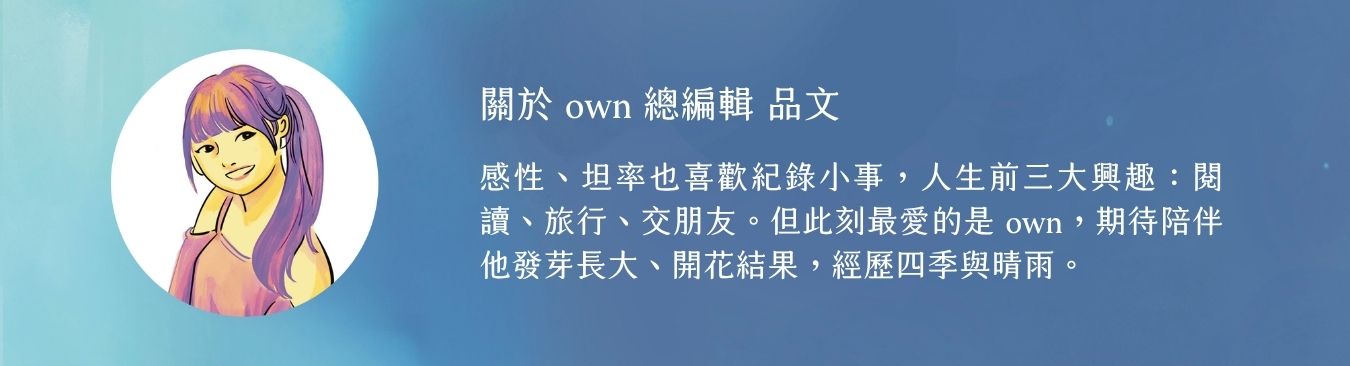 關於 own 總編輯 品文
感性、坦率也喜歡紀錄小事，人生前三大興趣：閱
讀、旅行、交朋友。但此刻最愛的是 own，期待陪伴
他發芽長大、開花結果，經歷四季與晴雨。